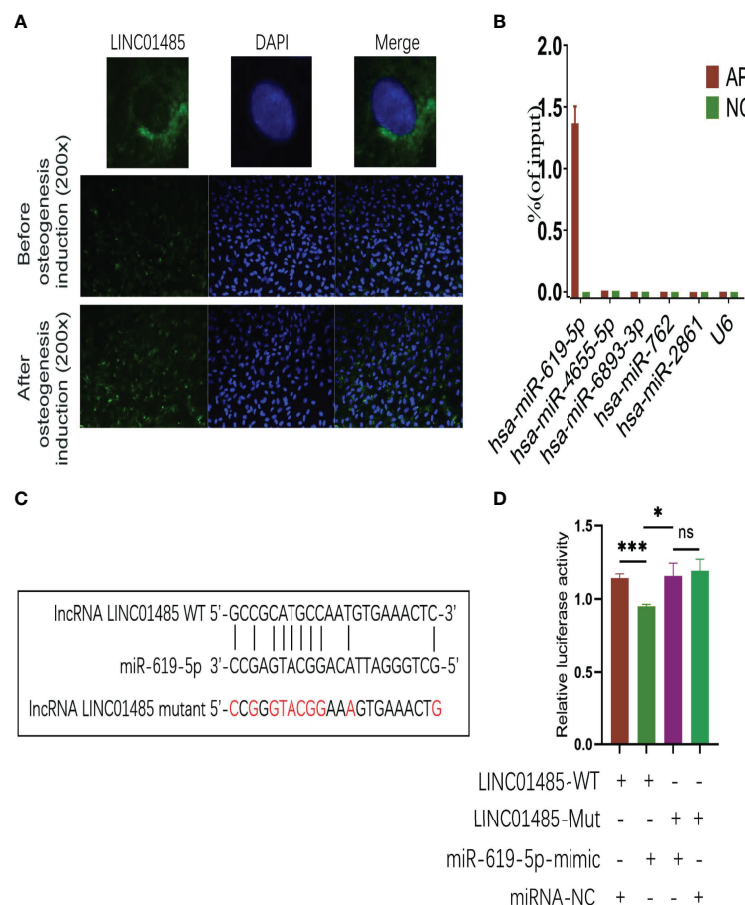 A
LINC01485 DAPI Merge
Before
osteogenesis
induction (200x)
After
osteogenesis
induction (200x)
B
%(of input)
2.0
1.5
1.0
0.5
0.0
hsa-miR-619-5p
hsa-miR-4655-5p
hsa-miR-6893-3p
hsa-miR-762
hsa-miR-2861
U6
C
lncRNA LINC01485 WT 5'-GCCGCATGCCAATGTGAAACTC-3'
miR-619-5p 3'-CCGAGTACGGACATTAGGGTCG-5'
lncRNA LINC01485 mutant 5'-CCGGGTACGGAAAGTGAAACTG
D
Relative luciferase activity
1.5
1.0
0.5
0.0
*
*** ns
LINC01485-WT + + - -
LINC01485-Mut - - + +
miR-619-5p-mimic - + + -
miRNA-NC + - - +